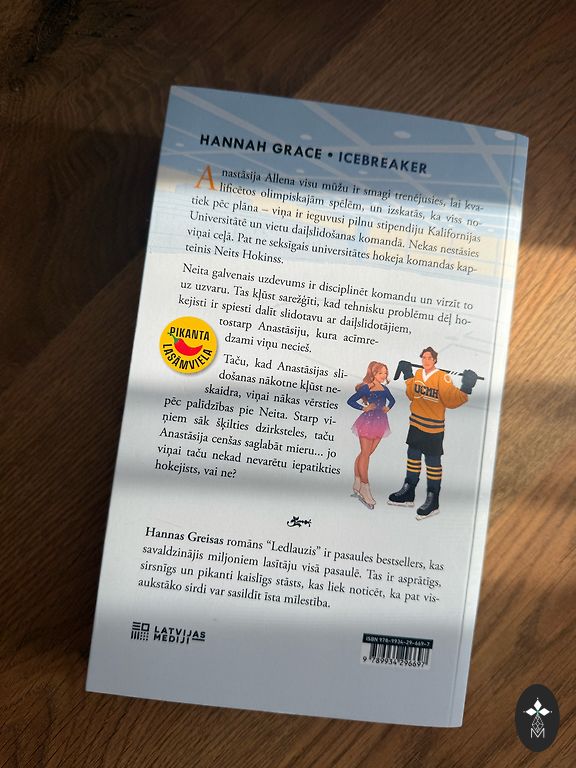 HANNAH GRACE • ICEBREAKER
Anastāsija Allena visu mūžu ir smagi trenējusies, lai kva-
lificētos olimpiskajām spēlēm, un izskatās, ka viss no-
tiek pēc plāna – viņa ir ieguvusi pilnu stipendiju Kalifornijas
Universitātē un vietu daiļslidošanas komandā. Nekas nestāsies
viņai ceļā. Pat ne seksīgais universitātes hokeja komandas kap-
teinis Neits Hokinss.
Neita galvenais uzdevums ir disciplinēt komandu un virzīt to
uz uzvaru. Tas kļūst sarežģīti, kad tehnisku problēmu dēļ ho-
kejisti ir spiesti dalīt slidotavu ar daiļslidotājiem,
tostarp Anastāsiju, kura acīmre-
dzami viņu necieš.
PIKANTA
LASĀMVIELA
Taču, kad Anastāsijas sli-
došanas nākotne kļūst ne-
skaidra, viņai nākas vērsties
pēc palīdzības pie Neita. Starp vi-
ņiem sāk šķilties dzirksteles, taču
Anastāsija cenšas saglabāt mieru... jo
viņai taču nekad nevarētu iepatikties
hokejists, vai ne?
UCMH
Hannas Greisas romāns “Ledlauzis” ir pasaules bestsellers, kas
savaldzinājis miljoniem lasītāju visā pasaulē. Tas ir asprātīgs,
sirsnīgs un pikanti kaislīgs stāsts, kas liek noticēt, ka pat vis-
aukstāko sirdi var sasildīt īsta mīlestība.
LATVIJAS
MEDIJI
ISBN 978-9934-29-669-7
9 789934 296697
M